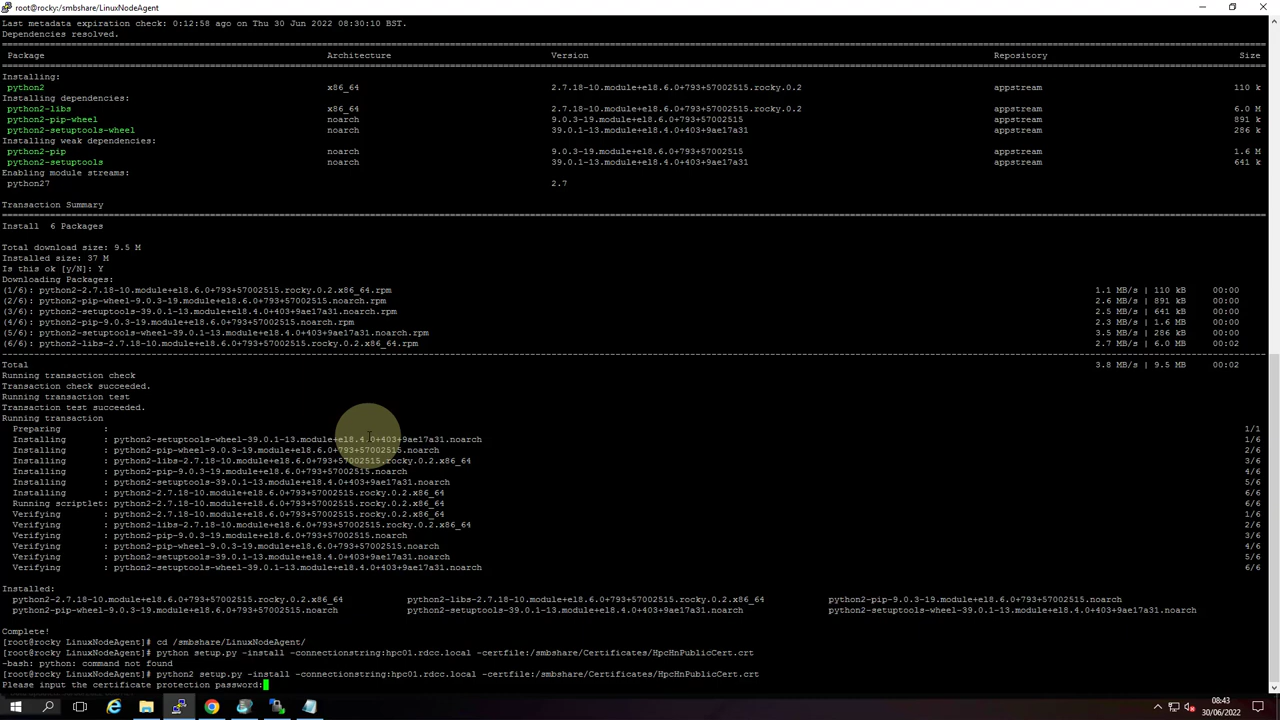 root@rocky:/smbshare/LinuxNodeAgent
Last metadata expiration check: 0:12:58 ago on Thu 30 Jun 2022 08:30:10 BST.
Dependencies resolved.
Package Architecture Version Repository Size
Installing:
python2 x86_64 2.7.18-10.module+el8.6.0+793+57002515.rocky.0.2 appstream 110 k
Installing dependencies:
python2-libs x86_64 2.7.18-10.module+el8.6.0+793+57002515.rocky.0.2 appstream 6.0 M
python2-pip-wheel noarch 9.0.3-19.module+el8.6.0+793+57002515 appstream 891 k
python2-setuptools-wheel noarch 39.0.1-13.module+el8.4.0+403+9ae17a31 appstream 286 k
Installing weak dependencies:
python2-pip noarch 9.0.3-19.module+el8.6.0+793+57002515 appstream 1.6 M
python2-setuptools noarch 39.0.1-13.module+el8.4.0+403+9ae17a31 appstream 641 k
Enabling module streams:
python27 2.7
Transaction Summary
Install 6 Packages
Total download size: 9.5 M
Installed size: 37 M
Is this ok [y/N]: Y
Downloading Packages:
(1/6): python2-2.7.18-10.module+el8.6.0+793+57002515.rocky.0.2.x86_64.rpm 1.1 MB/s | 110 kB 00:00
(2/6): python2-pip-wheel-9.0.3-19.module+el8.6.0+793+57002515.noarch.rpm 2.6 MB/s | 891 kB 00:00
(3/6): python2-setuptools-39.0.1-13.module+el8.4.0+403+9ae17a31.noarch.rpm 2.5 MB/s | 641 kB 00:00
(4/6): python2-pip-9.0.3-19.module+el8.6.0+793+57002515.noarch.rpm 2.3 MB/s | 1.6 MB 00:00
(5/6): python2-setuptools-wheel-39.0.1-13.module+el8.4.0+403+9ae17a31.noarch.rpm 3.5 MB/s | 286 kB 00:00
(6/6): python2-libs-2.7.18-10.module+el8.6.0+793+57002515.rocky.0.2.x86_64.rpm 2.7 MB/s | 6.0 MB 00:02
Total 3.8 MB/s | 9.5 MB 00:02
Running transaction check
Transaction check succeeded.
Running transaction test
Transaction test succeeded.
Running transaction
Preparing : 1/1
Installing : python2-setuptools-wheel-39.0.1-13.module+el8.4.0+403+9ae17a31.noarch 1/6
Installing : python2-pip-wheel-9.0.3-19.module+el8.6.0+793+57002515.noarch 2/6
Installing : python2-libs-2.7.18-10.module+el8.6.0+793+57002515.rocky.0.2.x86_64 3/6
Installing : python2-pip-9.0.3-19.module+el8.6.0+793+57002515.noarch 4/6
Installing : python2-setuptools-39.0.1-13.module+el8.4.0+403+9ae17a31.noarch 5/6
Installing : python2-2.7.18-10.module+el8.6.0+793+57002515.rocky.0.2.x86_64 6/6
Running scriptlet: python2-2.7.18-10.module+el8.6.0+793+57002515.rocky.0.2.x86_64 6/6
Verifying : python2-2.7.18-10.module+el8.6.0+793+57002515.rocky.0.2.x86_64 1/6
Verifying : python2-libs-2.7.18-10.module+el8.6.0+793+57002515.rocky.0.2.x86_64 2/6
Verifying : python2-pip-9.0.3-19.module+el8.6.0+793+57002515.noarch 3/6
Verifying : python2-pip-wheel-9.0.3-19.module+el8.6.0+793+57002515.noarch 4/6
Verifying : python2-setuptools-39.0.1-13.module+el8.4.0+403+9ae17a31.noarch 5/6
Verifying : python2-setuptools-wheel-39.0.1-13.module+el8.4.0+403+9ae17a31.noarch 6/6
Installed:
python2-2.7.18-10.module+el8.6.0+793+57002515.rocky.0.2.x86_64 python2-libs-2.7.18-10.module+el8.6.0+793+57002515.rocky.0.2.x86_64 python2-pip-9.0.3-19.module+el8.6.0+793+57002515.noarch
python2-pip-wheel-9.0.3-19.module+el8.6.0+793+57002515.noarch python2-setuptools-39.0.1-13.module+el8.4.0+403+9ae17a31.noarch python2-setuptools-wheel-39.0.1-13.module+el8.4.0+403+9ae17a31.noarch
Complete!
[root@rocky LinuxNodeAgent]# cd /smbshare/LinuxNodeAgent/
[root@rocky LinuxNodeAgent]# python setup.py -install -connectionstring:hpc01.rdcc.local -certfile:/smbshare/Certificates/HpcHnPublicCert.crt
-bash: python: command not found
[root@rocky LinuxNodeAgent]# python2 setup.py -install -connectionstring:hpc01.rdcc.local -certfile:/smbshare/Certificates/HpcHnPublicCert.crt
Please input the certificate protection password:
08:43
30/06/2022